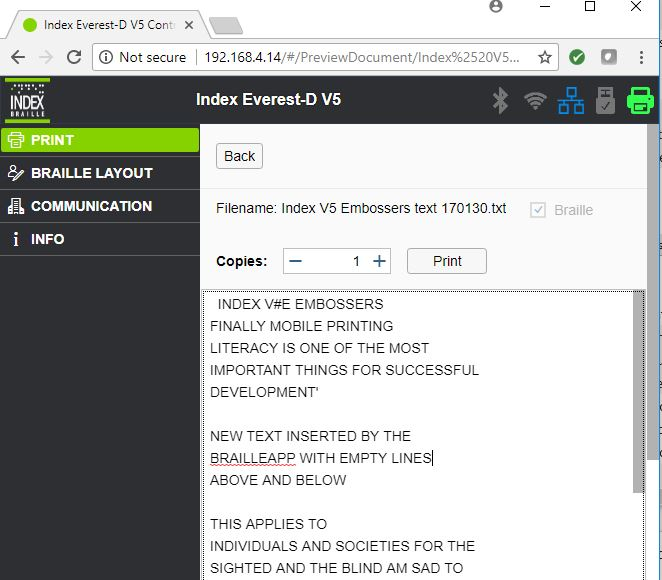 Index Everest-D V5 Cont
Not secure | 192.168.4.14/#/PreviewDocument/Index%2520V5...
INDEX
BRAILLE
Index Everest-D V5
PRINT
BRAILLE LAYOUT
COMMUNICATION
INFO
Back
Filename: Index V5 Embossers text 170130.txt
Braille
Copies: 1 Print
INDEX V#E EMBOSSERS
FINALLY MOBILE PRINTING
LITERACY IS ONE OF THE MOST
IMPORTANT THINGS FOR SUCCESSFUL
DEVELOPMENT'
NEW TEXT INSERTED BY THE
BRAILLEAPP WITH EMPTY LINES
ABOVE AND BELOW
THIS APPLIES TO
INDIVIDUALS AND SOCIETIES FOR THE
SIGHTED AND THE BLIND AM SAD TO